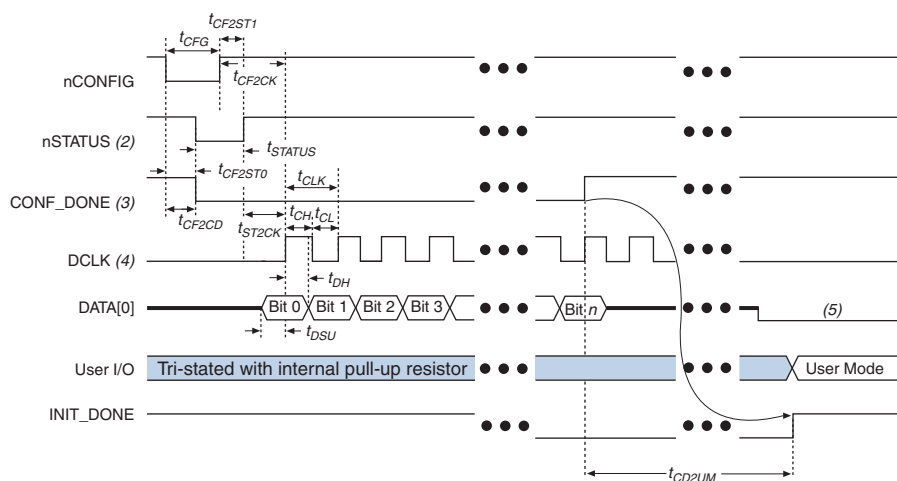 tCF2ST1
tCFG
tCF2CK
nCONFIG
nSTATUS (2)
tSTATUS
tCF2ST0
tCLK
CONF_DONE (3)
tCF2CD
tST2CK
tCH
tCL
DCLK (4)
tDH
DATA[0]
Bit 0
Bit 1
Bit 2
Bit 3
Bit n
(5)
tDSU
User I/O
Tri-stated with internal pull-up resistor
User Mode
INIT_DONE
tCD2UM